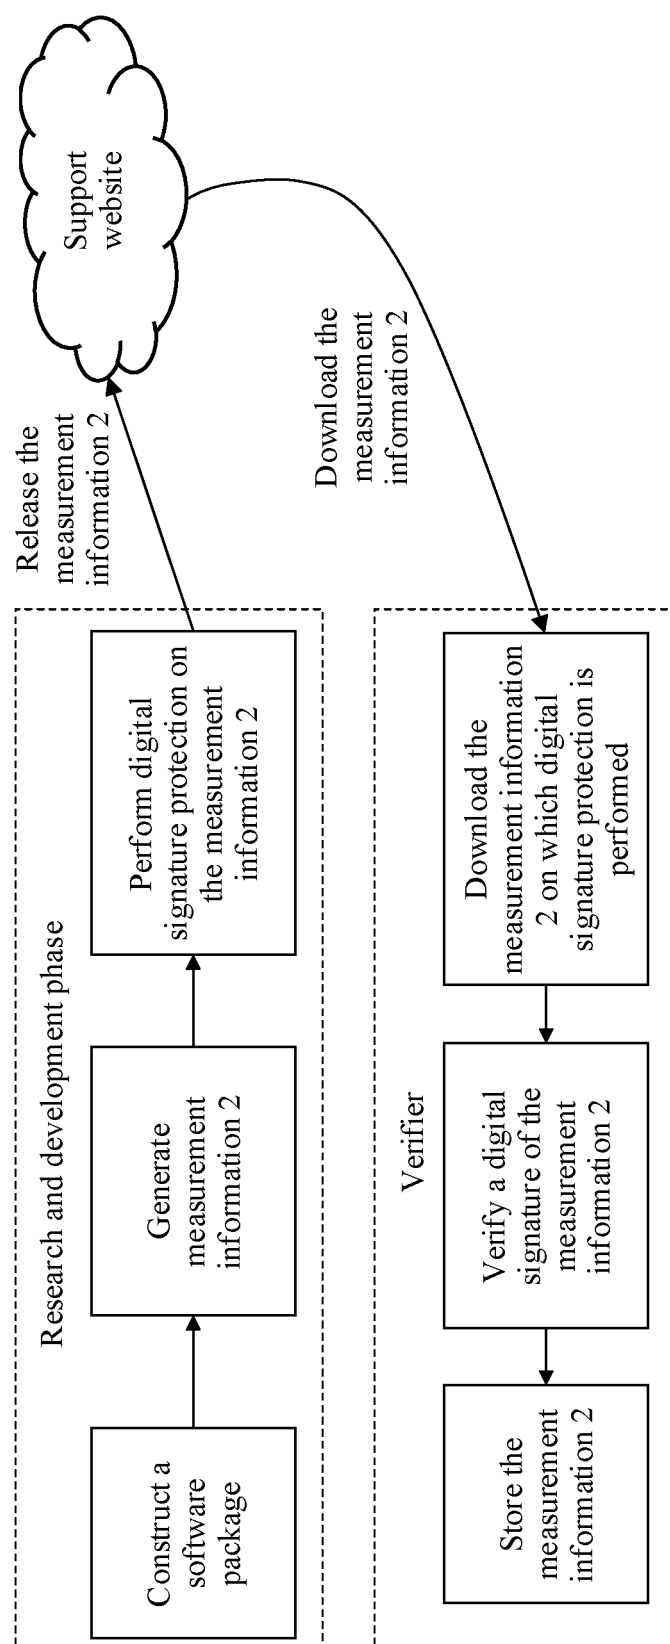 Research and development phase
Construct a
software
package
Generate
measurement
information 2
Perform digital
signature protection on
the measurement
information 2
Release the
measurement
information 2
Support
website
Download the
measurement
information 2
Verifier
Download the
measurement information
2 on which digital
signature protection is
performed
Verify a digital
signature of the
measurement
information 2
Store the
measurement
information 2